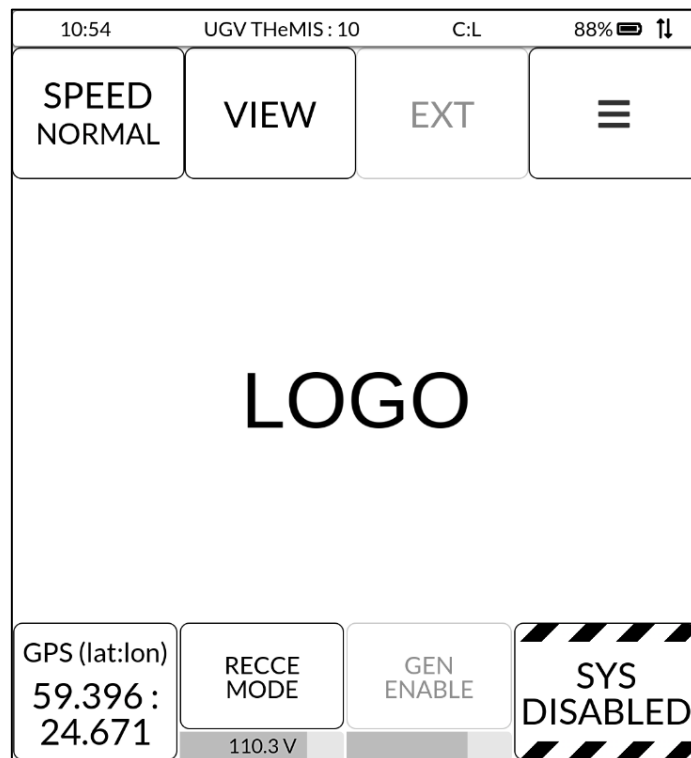 10:54 UGV THeMIS : 10 C:L 88%
SPEED
NORMAL
VIEW
EXT
LOGO
GPS (lat:lon)
59.396 :
24.671
RECCE
MODE
110.3 V
GEN
ENABLE
SYS
DISABLED